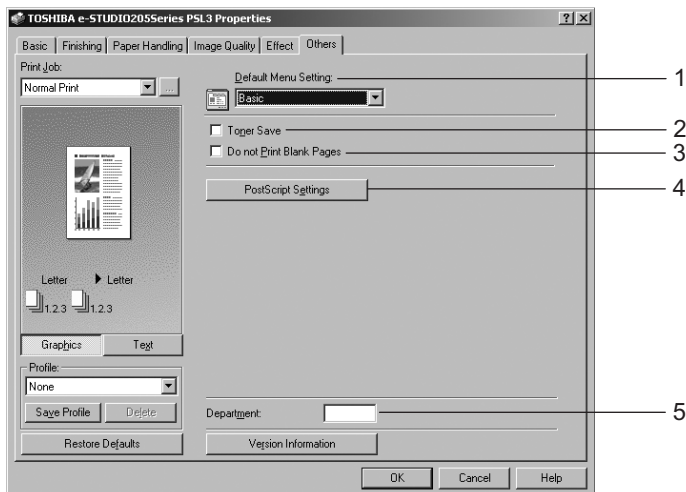 TOSHIBA e-STUDIO205Series PSL3 Properties
Basic Finishing Paper Handling Image Quality Effect Others
Print Job:
Normal Print ...
Default Menu Setting: 1
Basic
Toner Save 2
Do not Print Blank Pages 3
PostScript Settings 4
Letter Letter
1.2.3 1.2.3
Graphics Text
Profile:
None
Save Profile Delete
Department: 5
Restore Defaults Version Information
OK Cancel Help